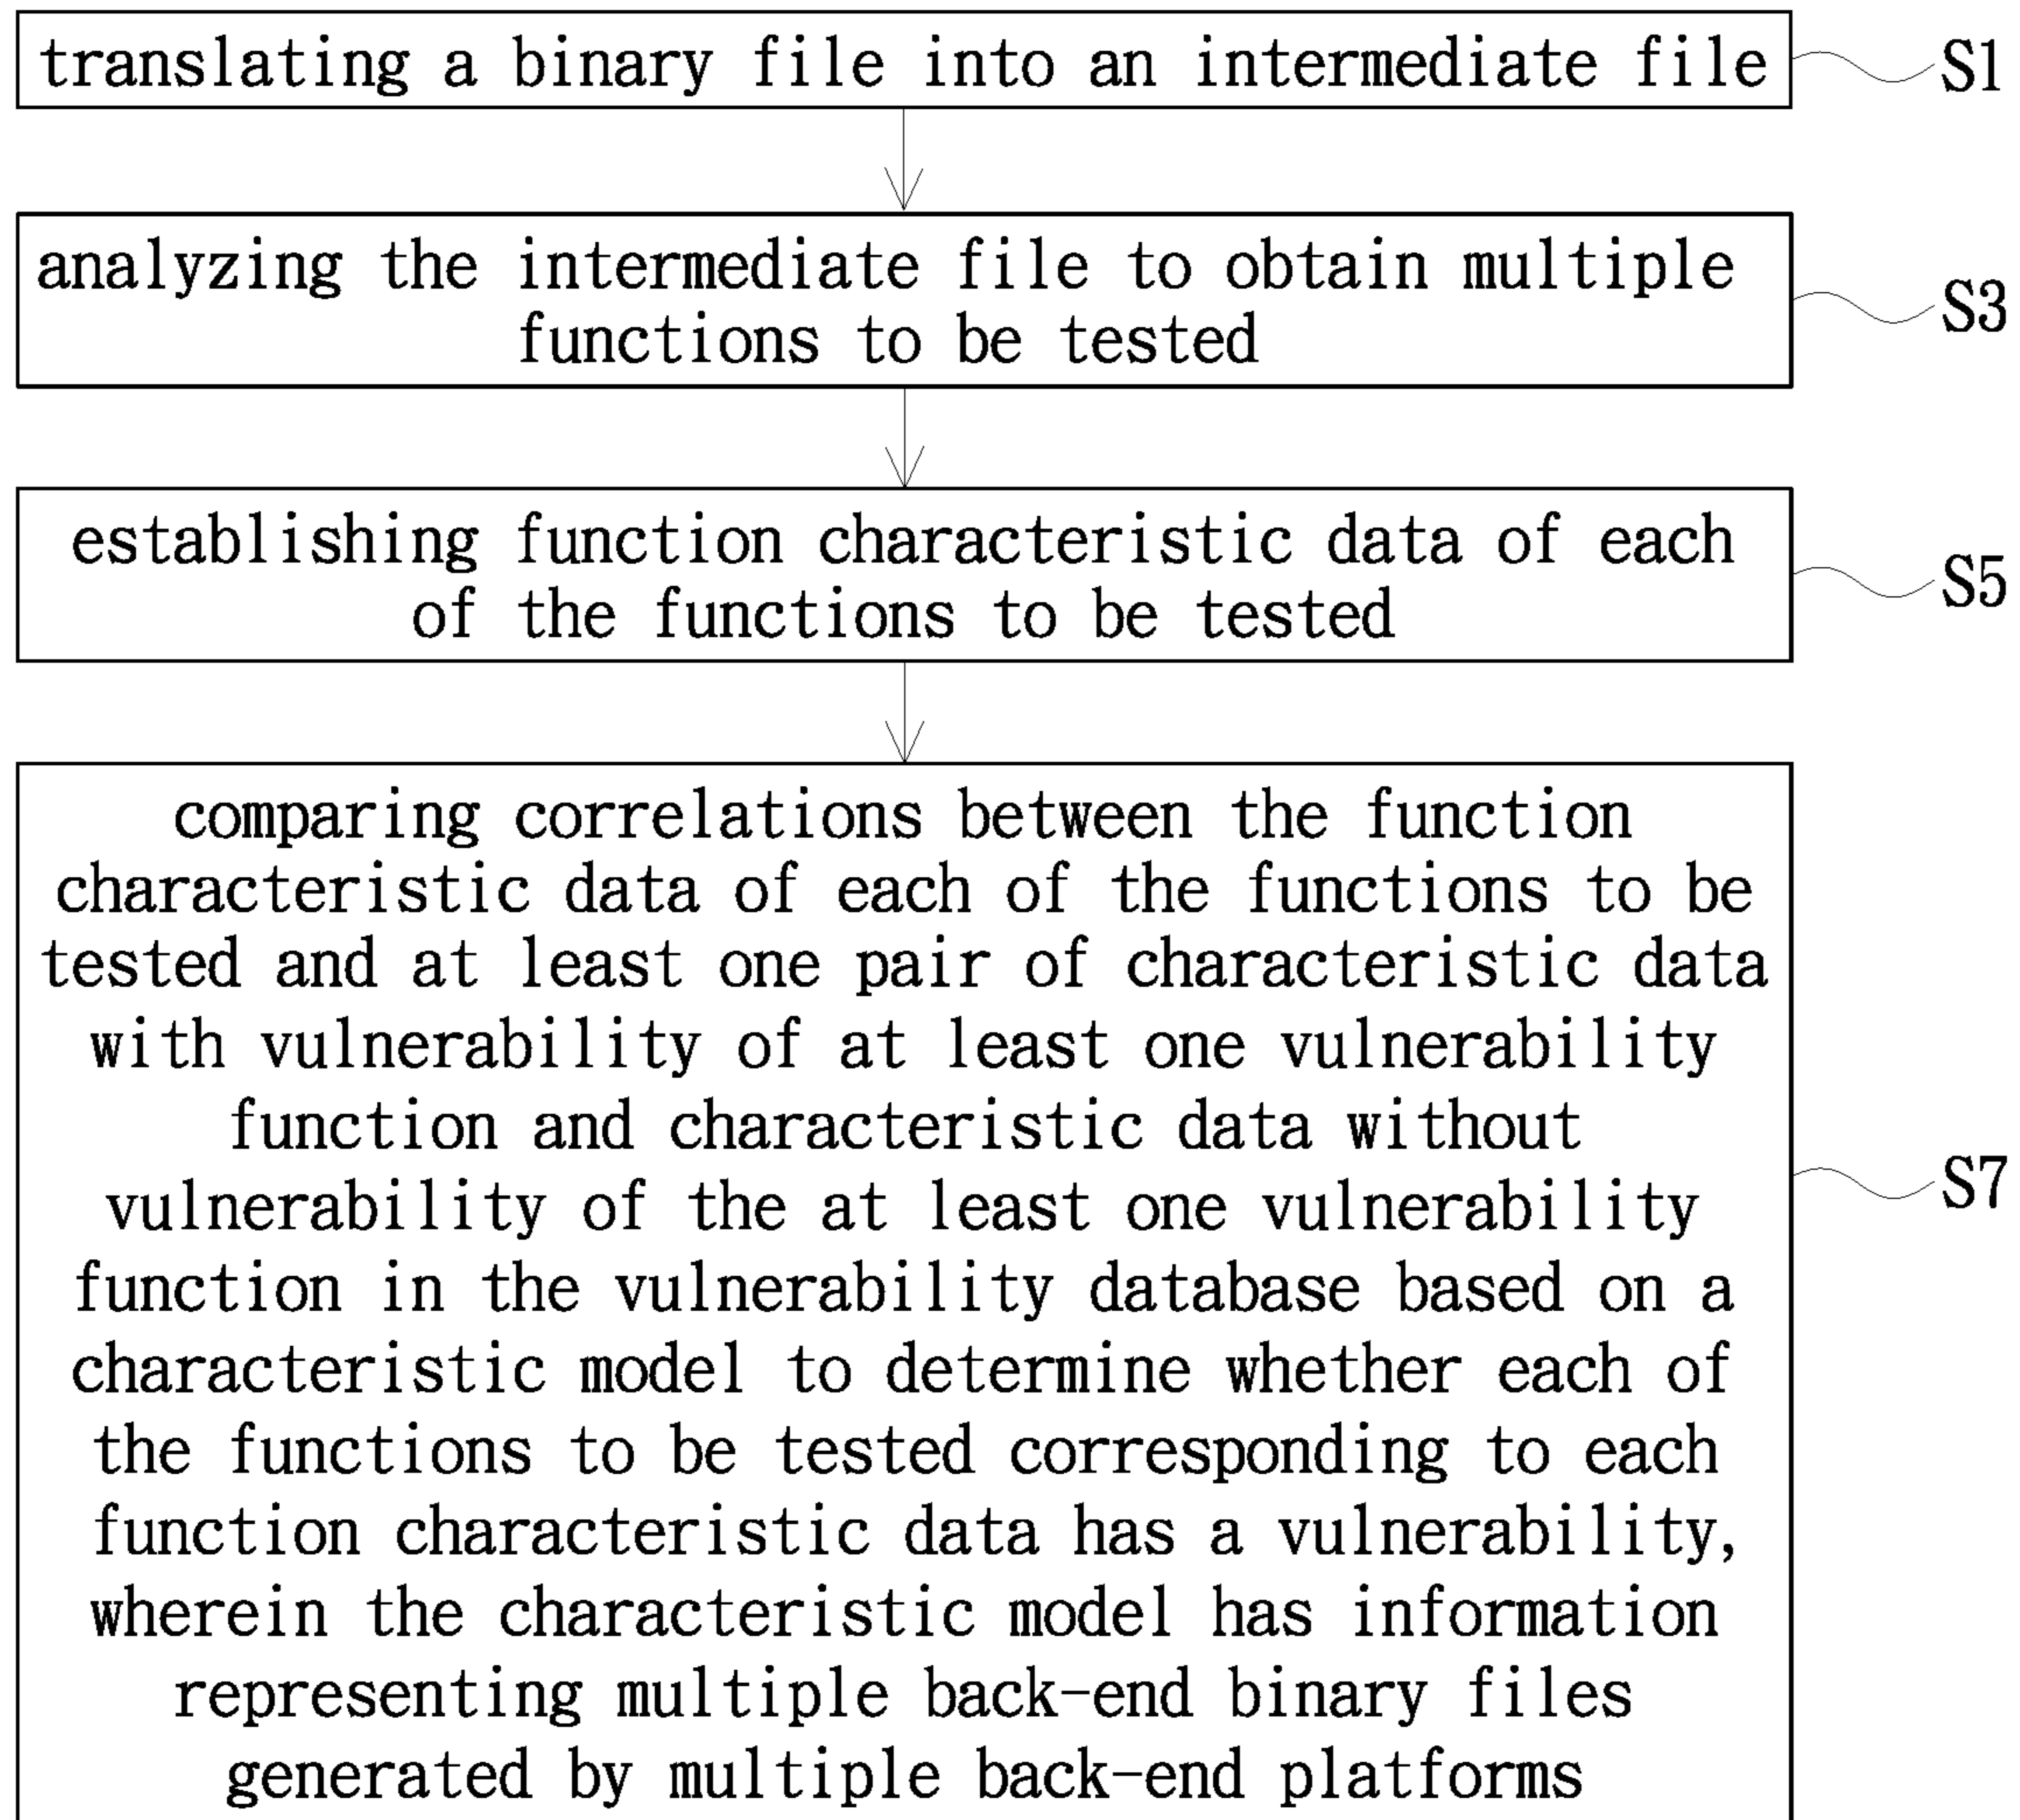 translating a binary file into an intermediate file
S1
analyzing the intermediate file to obtain multiple
functions to be tested
S3
establishing function characteristic data of each
of the functions to be tested
S5
comparing correlations between the function
characteristic data of each of the functions to be
tested and at least one pair of characteristic data
with vulnerability of at least one vulnerability
function and characteristic data without
vulnerability of the at least one vulnerability
function in the vulnerability database based on a
characteristic model to determine whether each of
the functions to be tested corresponding to each
function characteristic data has a vulnerability,
wherein the characteristic model has information
representing multiple back-end binary files
generated by multiple back-end platforms
S7